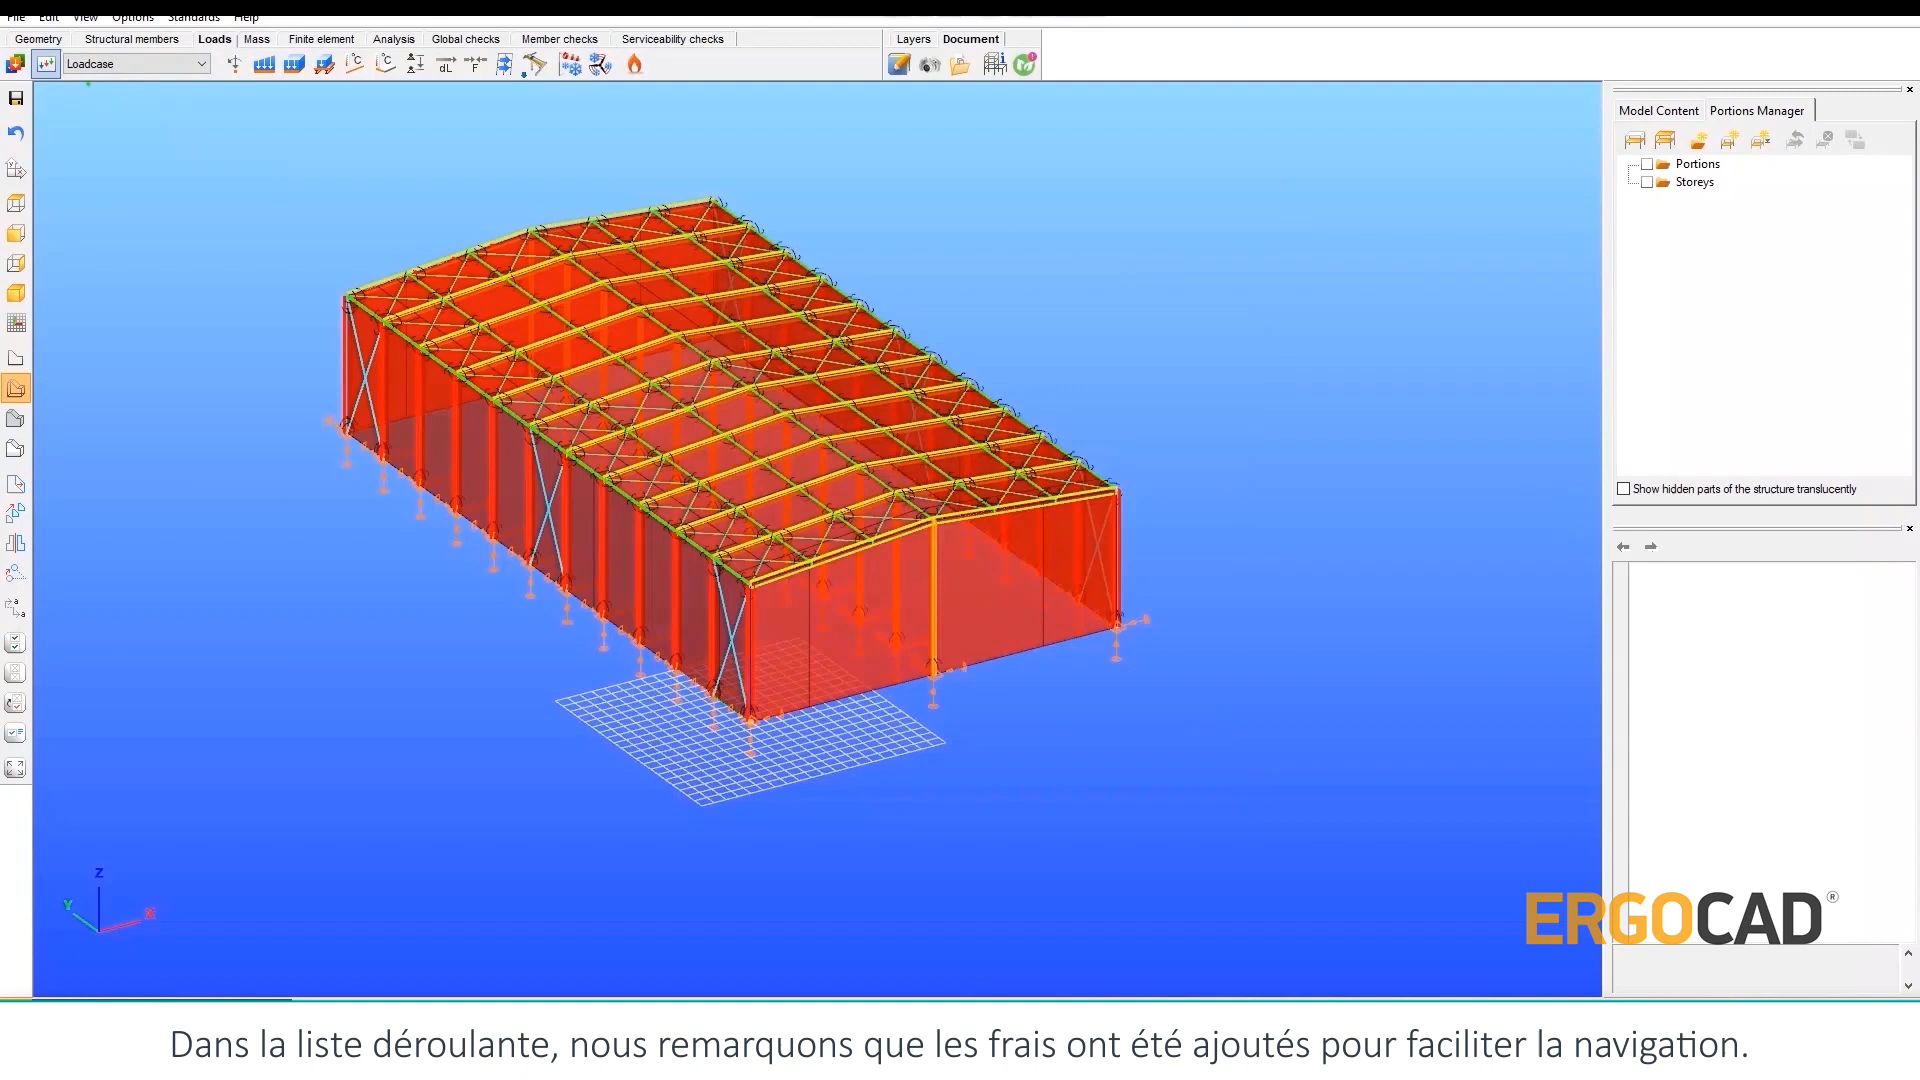 File Edit View Options Standards Help
Geometry Structural members Loads Mass Finite element Analysis Global checks Member checks Serviceability checks
Layers Document
Loadcase
Model Content Portions Manager
Portions
Storeys
Show hidden parts of the structure translucently
Z
Y
X
ERGOCAD®
Dans la liste déroulante, nous remarquons que les frais ont été ajoutés pour faciliter la navigation.